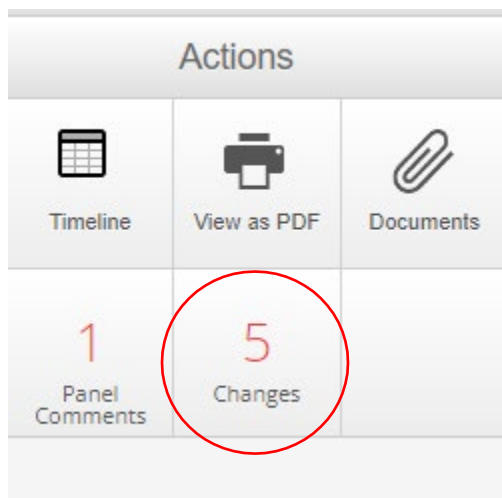 Actions
Timeline
View as PDF
Documents
1
5
Panel
Comments
Changes